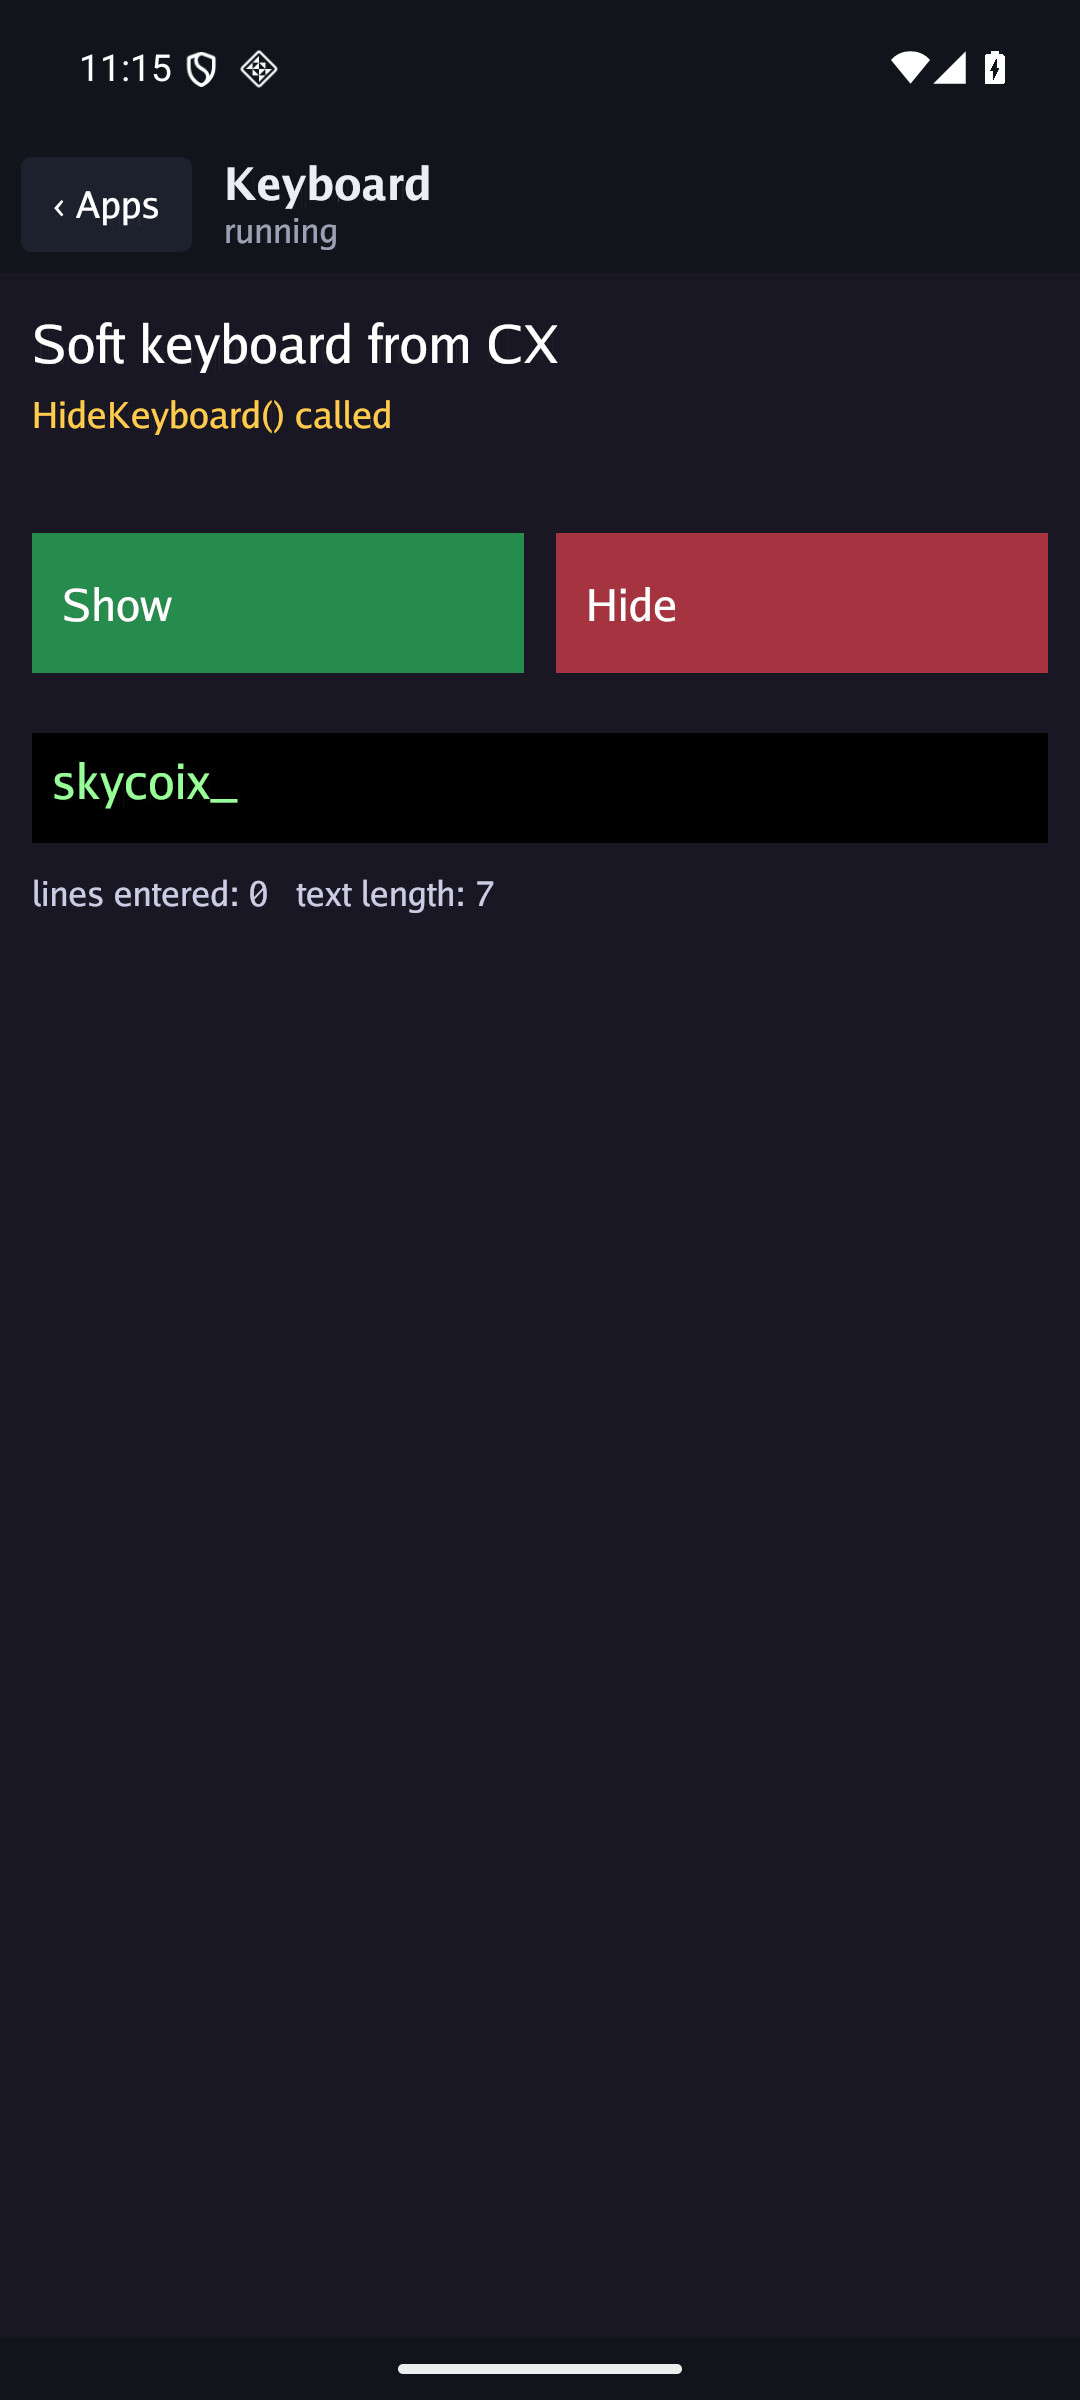 11:15
‹ Apps
Keyboard
running
Soft keyboard from CX
HideKeyboard() called
Show
Hide
skycoix_
lines entered: 0 text length: 7